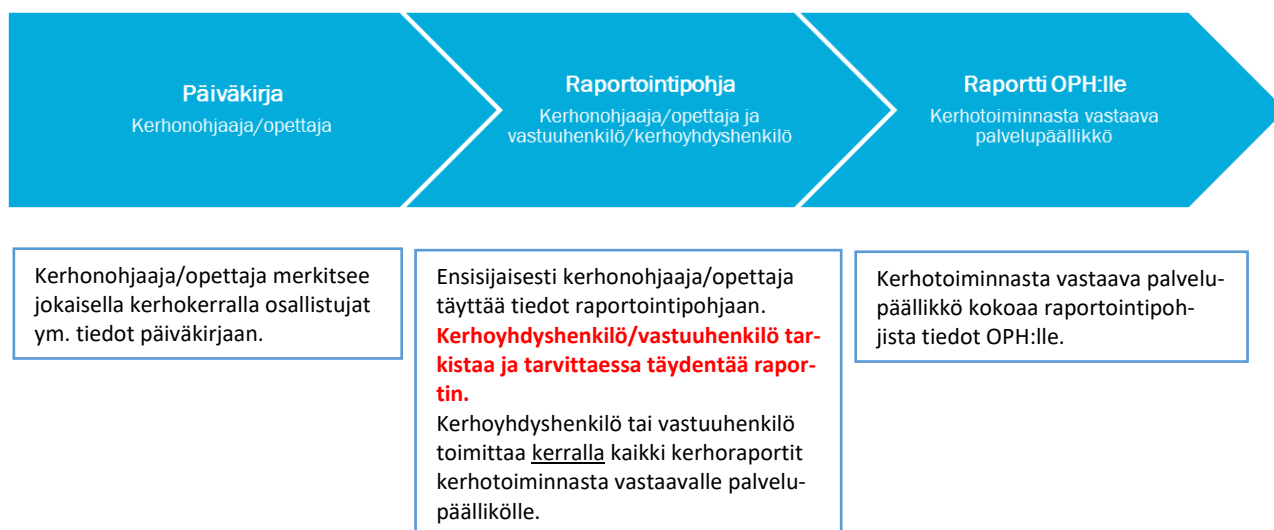 Päiväkirja
Kerhonohjaaja/opettaja
Raportointipohja
Kerhonohjaaja/opettaja ja
vastuuhenkilö/kerhoyhdyshenkilö
Raportti OPH:lle
Kerhotoiminnasta vastaava
palvelupäällikkö
Kerhonohjaaja/opettaja merkitsee
jokaisella kerhokerralla osallistujat
ym. tiedot päiväkirjaan.
Ensisijaisesti kerhonohjaaja/opettaja
täyttää tiedot raportointipohjaan.
Kerhoyhdyshenkilö/vastuuhenkilö tar-
kistaa ja tarvittaessa täydentää rapor-
tin.
Kerhoyhdyshenkilö tai vastuuhenkilö
toimittaa kerralla kaikki kerhoraportit
kerhotoiminnasta vastaavalle palvelu-
päällikölle.
Kerhotoiminnasta vastaava palvelu-
päällikkö kokoaa raportointipoh-
jista tiedot OPH:lle.